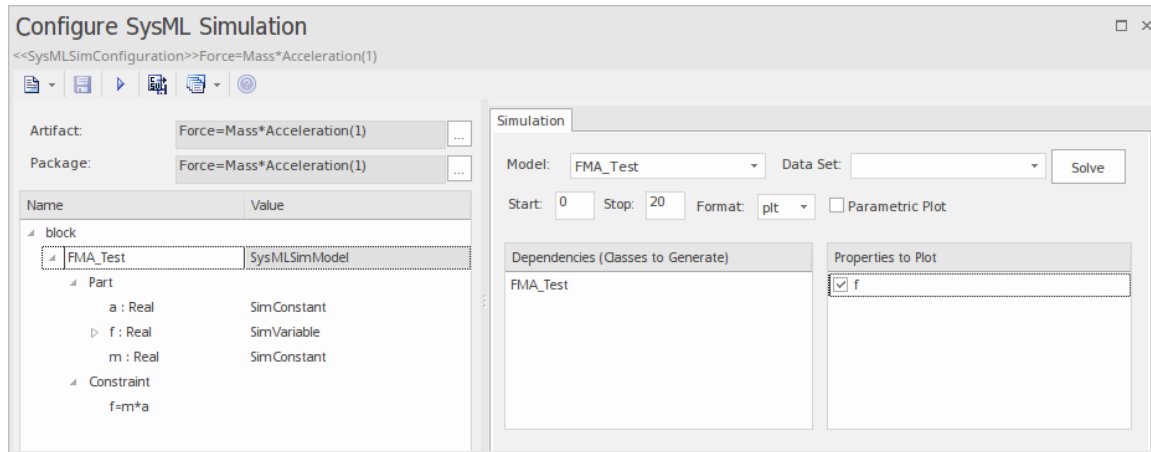 Configure SysML Simulation
<<SysMLSimConfiguration>>Force=Mass*Acceleration(1)
Artifact: Force=Mass*Acceleration(1) ...
Package: Force=Mass*Acceleration(1) ...
Name Value
block
FMA_Test SysMLSimModel
Part
a : Real SimConstant
f : Real SimVariable
m : Real SimConstant
Constraint
f=m*a
Simulation
Model: FMA_Test Data Set: Solve
Start: 0 Stop: 20 Format: plt Parametric Plot
Dependencies (Classes to Generate) Properties to Plot
FMA_Test f